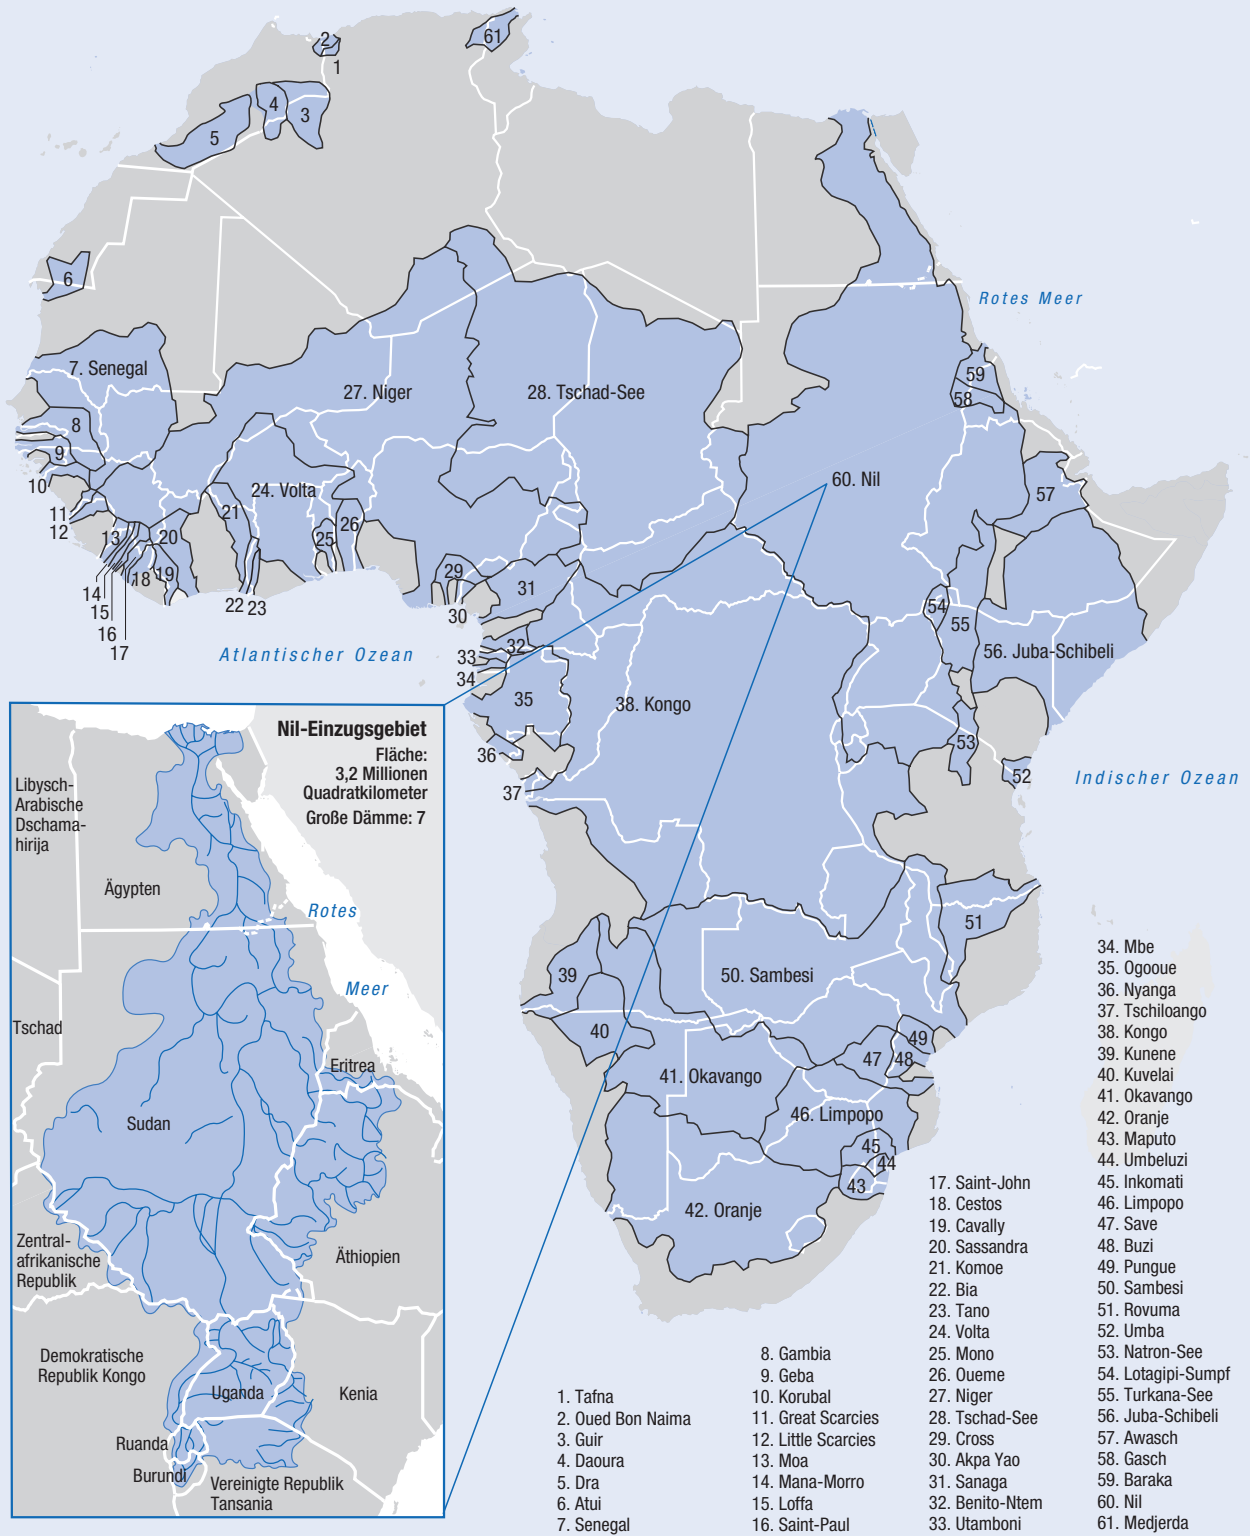 61
2
1
4
3
5
6
Rotes Meer
7. Senegal
59
27. Niger
28. Tschad-See
58
8
9
60. Nil
10
24. Volta
57
21
11
26
12
13
20
25
29
18
19
31
14
22
23
30
54
15
55
16
32
17
Atlantischer Ozean
33
56. Juba-Schibeli
34
35
38. Kongo
36
53
52
Indischer Ozean
37
51
39
50. Sambesi
40
49
47
48
41. Okavango
46. Limpopo
45
44
43
42. Oranje
Nil-Einzugsgebiet
Fläche:
3,2 Millionen
Quadratkilometer
Große Dämme: 7
Libysch-
Arabische
Dschama-
hirija
Ägypten
Rotes
Meer
Tschad
Eritrea
Sudan
Zentral-
afrikanische
Republik
Äthiopien
Demokratische
Republik Kongo
Uganda
Kenia
Ruanda
Burundi
Vereinigte Republik
Tansania
1. Tafna
2. Oued Bon Naima
3. Guir
4. Daoura
5. Dra
6. Atui
7. Senegal
8. Gambia
9. Geba
10. Korubal
11. Great Scarcies
12. Little Scarcies
13. Moa
14. Mana-Morro
15. Loffa
16. Saint-Paul
17. Saint-John
18. Cestos
19. Cavally
20. Sassandra
21. Komoe
22. Bia
23. Tano
24. Volta
25. Mono
26. Oueme
27. Niger
28. Tschad-See
29. Cross
30. Akpa Yao
31. Sanaga
32. Benito-Ntem
33. Utamboni
34. Mbe
35. Ogooue
36. Nyanga
37. Tschiloango
38. Kongo
39. Kunene
40. Kuvelai
41. Okavango
42. Oranje
43. Maputo
44. Umbeluzi
45. Inkomati
46. Limpopo
47. Save
48. Buzi
49. Pungue
50. Sambesi
51. Rovuma
52. Umba
53. Natron-See
54. Lotagipi-Sumpf
55. Turkana-See
56. Juba-Schibeli
57. Awasch
58. Gasch
59. Baraka
60. Nil
61. Medjerda